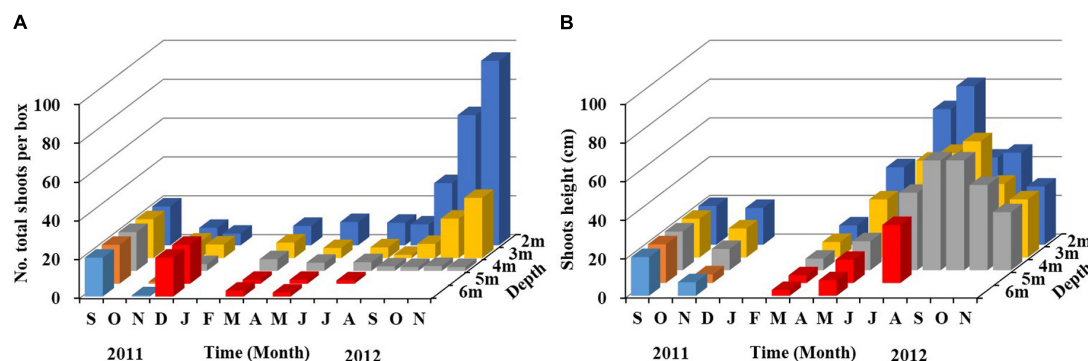 A
No. total shoots per box
100
80
60
40
20
0
S O N D J F M A M J J A S O N
2011 Time (Month) 2012
2m
3m
4m
5m
6m
Depth
B
Shoots height (cm)
100
80
60
40
20
0
S O N D J F M A M J J A S O N
2011 Time (Month) 2012
2m
3m
4m
5m
6m
Depth